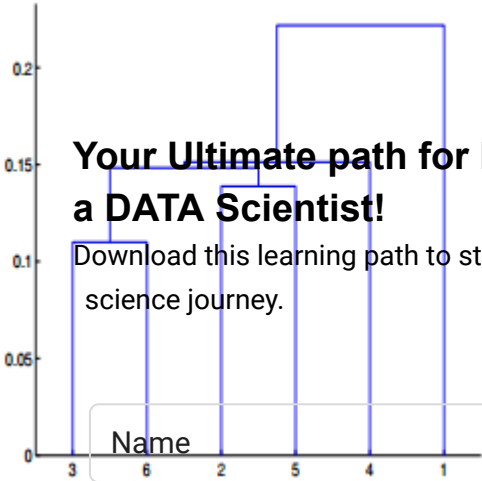 0.2
0.15
Your Ultimate path for
a DATA Scientist!
0.1
Download this learning path to st
science journey.
0.05
Name
0
3 6 2 5 4 1